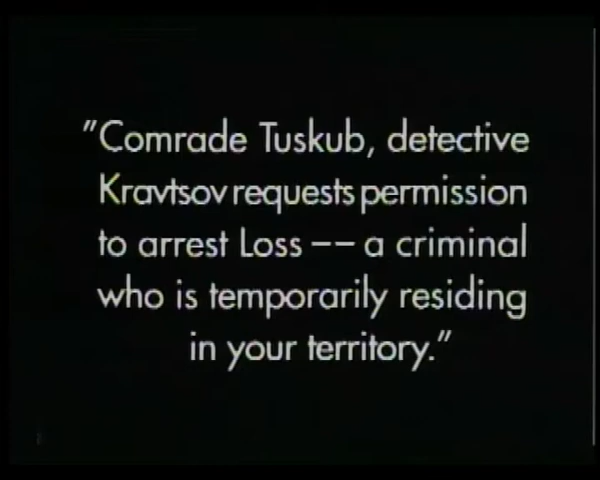 "Comrade Tuskub, detective
Kravtsov requests permission
to arrest Loss -- a criminal
who is temporarily residing
in your territory."